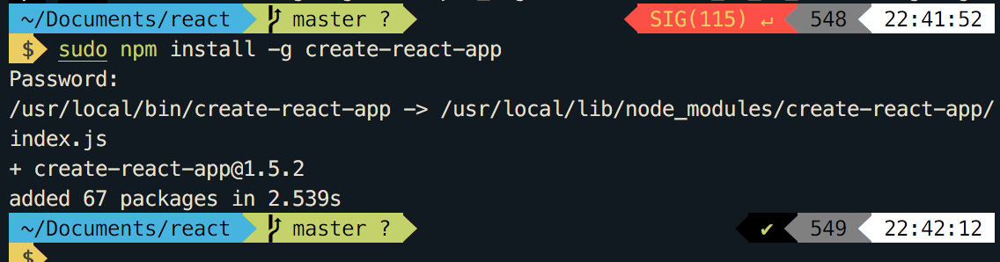 ~/Documents/react master ? SIG(115) ↵ 548 22:41:52
$ sudo npm install -g create-react-app
Password:
/usr/local/bin/create-react-app -> /usr/local/lib/node_modules/create-react-app/
index.js
+ create-react-app@1.5.2
added 67 packages in 2.539s
~/Documents/react master ? ✔ 549 22:42:12
$